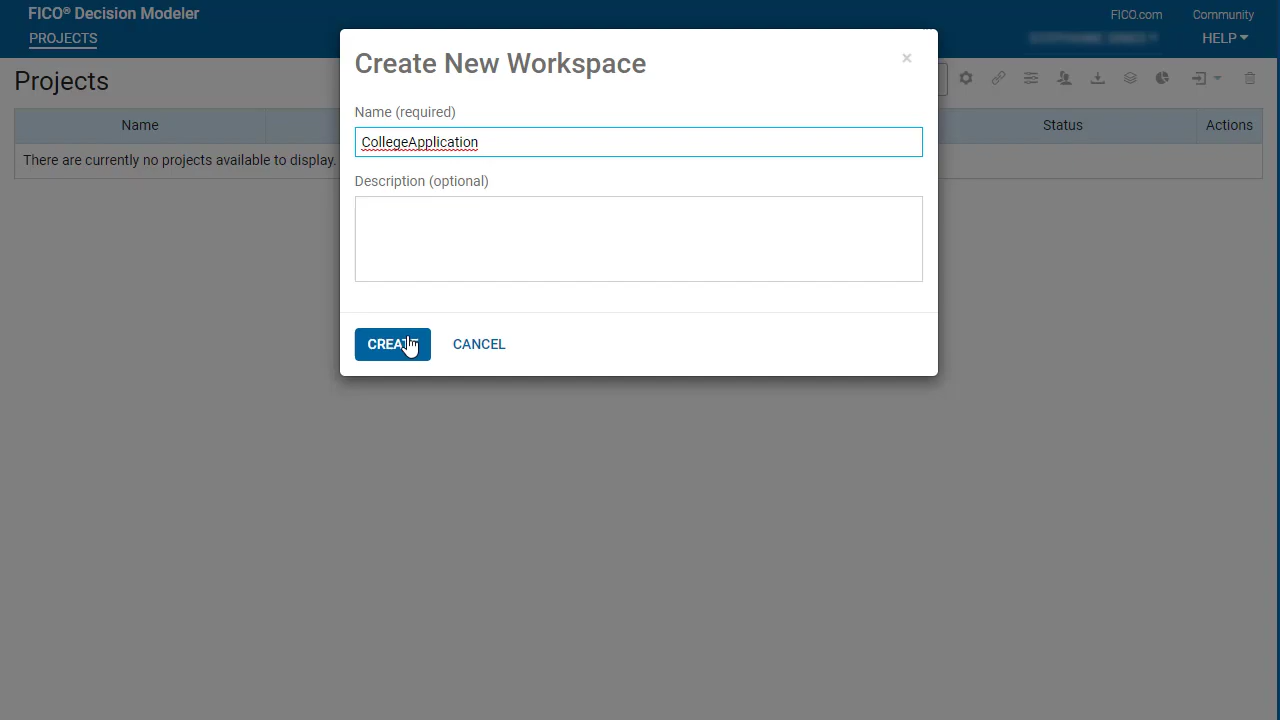 FICO® Decision Modeler
FICO.com
Community
PROJECTS
HELP
Projects
Create New Workspace
×
Name (required)
CollegeApplication
Description (optional)
CREAT
CANCEL
Name
Status
Actions
There are currently no projects available to display.